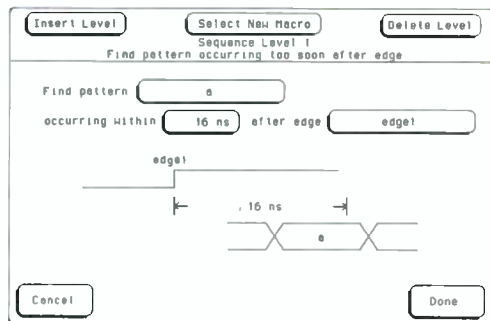 Insert Level Select New Macro Delete Level
Sequence Level 1
Find pattern occurring too soon after edge
Find pattern a
occurring within 16 ns after edge edge1
edge1
16 ns
a
Cancel Done